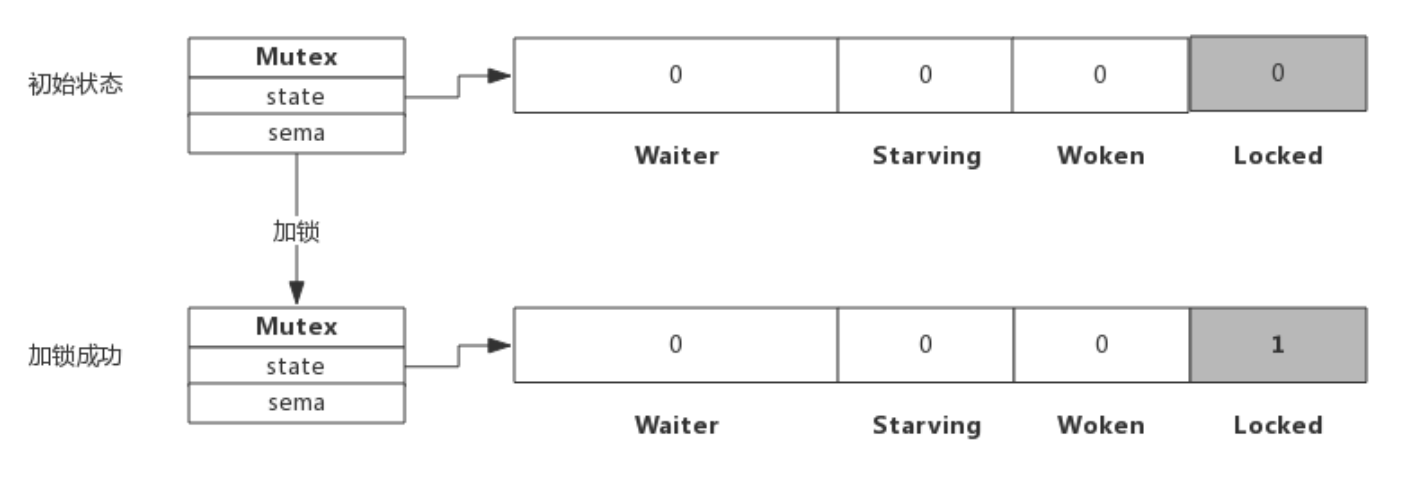 Mutex
初始状态
state
sema
0 0 0 0
Waiter Starving Woken Locked
加锁
Mutex
加锁成功
state
sema
0 0 0 1
Waiter Starving Woken Locked